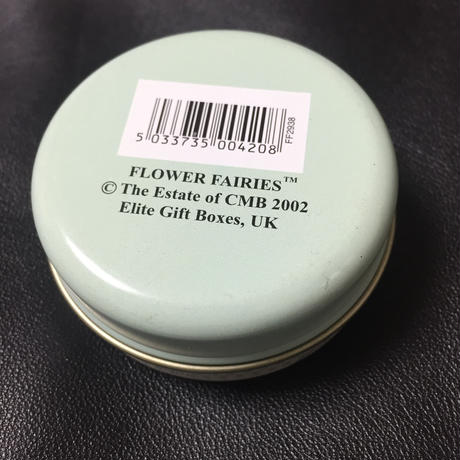 5 033735 004208
FF2938
FLOWER FAIRIES™
© The Estate of CMB 2002
Elite Gift Boxes, UK